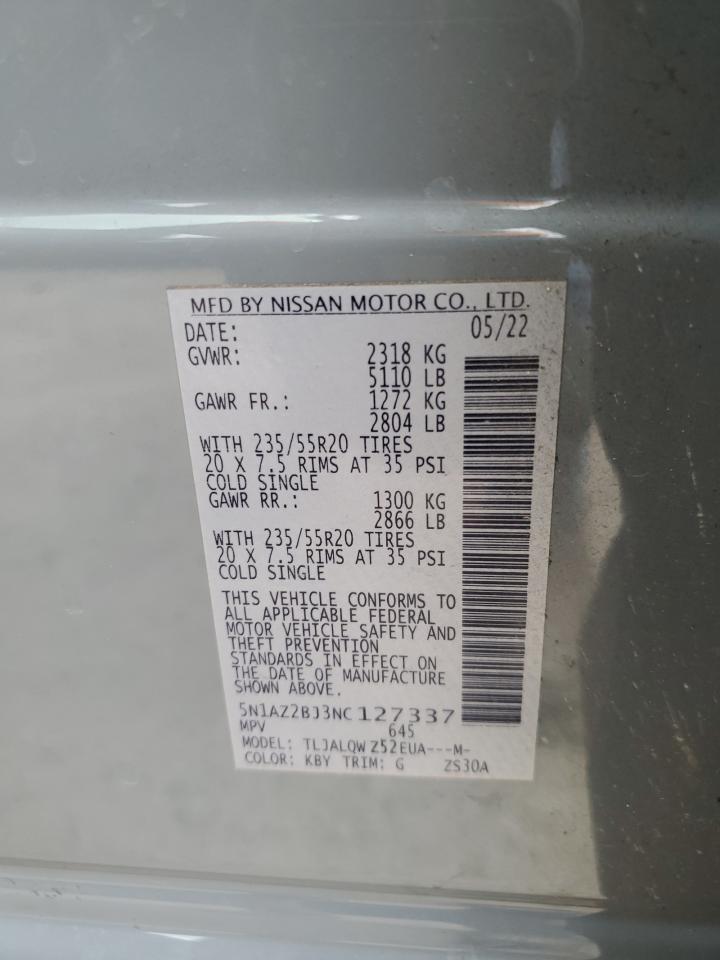 MFD BY NISSAN MOTOR CO., LTD.
DATE: 05/22
GVWR: 2318 KG
5110 LB
GAWR FR.: 1272 KG
2804 LB
WITH 235/55R20 TIRES
20 X 7.5 RIMS AT 35 PSI
COLD SINGLE
GAWR RR.: 1300 KG
2866 LB
WITH 235/55R20 TIRES
20 X 7.5 RIMS AT 35 PSI
COLD SINGLE
THIS VEHICLE CONFORMS TO
ALL APPLICABLE FEDERAL
MOTOR VEHICLE SAFETY AND
THEFT PREVENTION
STANDARDS IN EFFECT ON
THE DATE OF MANUFACTURE
SHOWN ABOVE.
5N1AZ2BJ3NC127337
MPV 645
MODEL: TLJALQW Z52EUA---M-
COLOR: KBY TRIM: G ZS30A